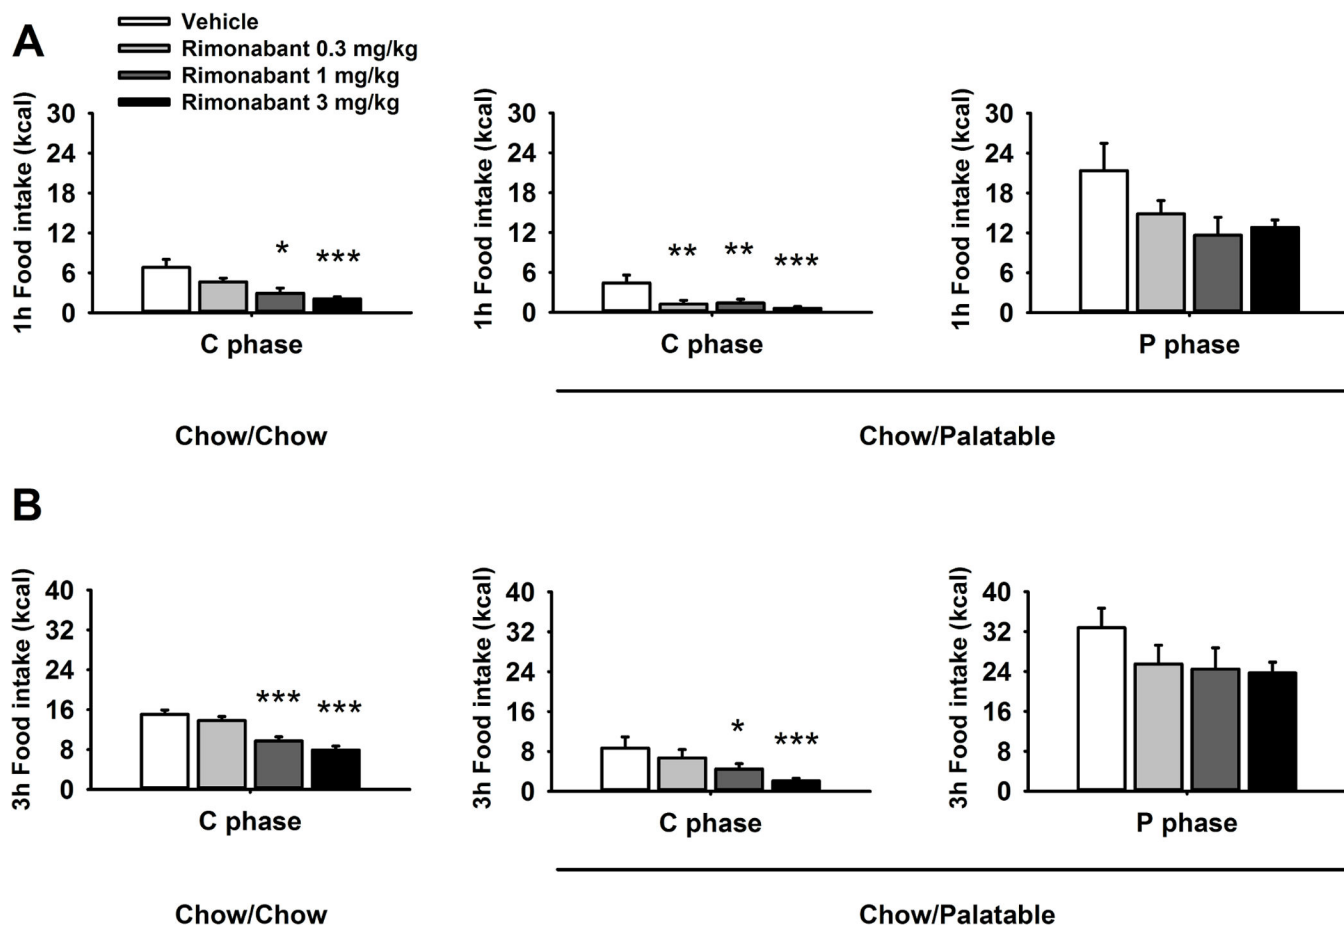 A
Vehicle
Rimonabant 0.3 mg/kg
Rimonabant 1 mg/kg
Rimonabant 3 mg/kg
1h Food intake (kcal)
30
24
18
12
6
0
*
***
C phase
Chow/Chow
1h Food intake (kcal)
30
24
18
12
6
0
**
**
***
C phase
1h Food intake (kcal)
30
24
18
12
6
0
P phase
Chow/Palatable
B
3h Food intake (kcal)
40
32
24
16
8
0
***
***
C phase
Chow/Chow
3h Food intake (kcal)
40
32
24
16
8
0
*
***
C phase
3h Food intake (kcal)
40
32
24
16
8
0
P phase
Chow/Palatable